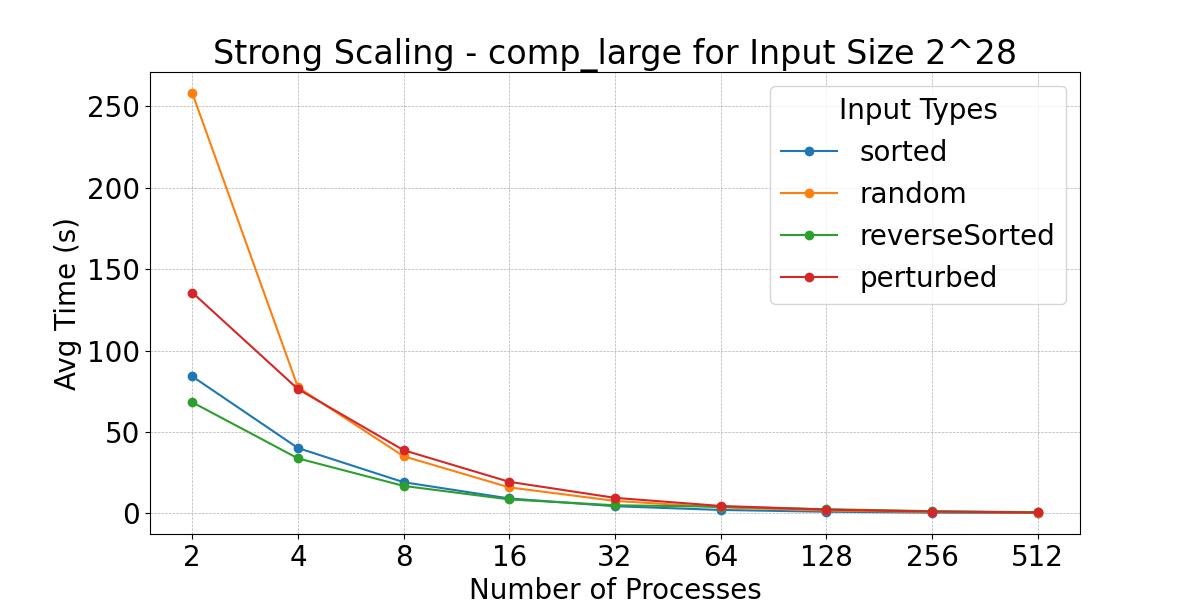 Strong Scaling - comp_large for Input Size 2^28
Avg Time (s)
250
200
150
100
50
0
Input Types
sorted
random
reverseSorted
perturbed
2 4 8 16 32 64 128 256 512
Number of Processes